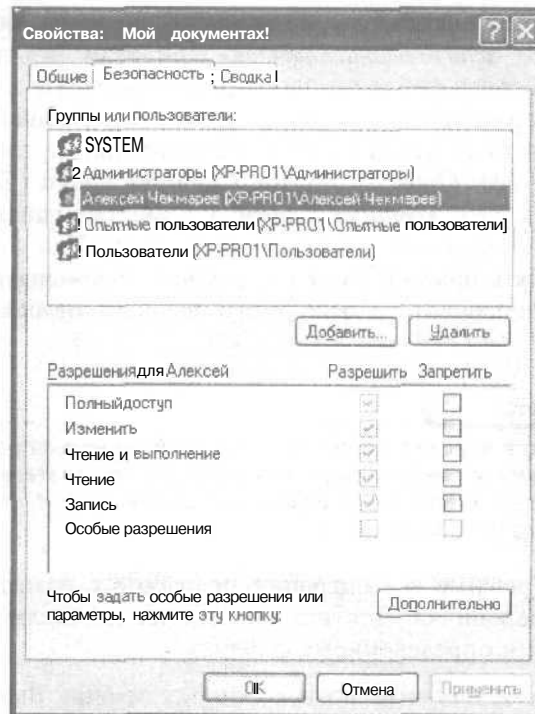 Свойства: Мой документах!
Общие Безопасность ; Сводка I
Группы или пользователи:
SYSTEM
2 Администраторы (XP-PRO1\Администраторы)
Алексей Чекмарев (XP-PRO1\Алексей Чекмарев)
! Опытные пользователи [XP-PRO1\Опытные пользователи]
! Пользователи (XP-PRO1\Пользователи)
Добавить... Удалить
Разрешения для Алексей Разрешить Запретить
Полный доступ
Изменить
Чтение и выполнение
Чтение
Запись
Особые разрешения
Чтобы задать особые разрешения или
параметры, нажмите эту кнопку: Дополнительно
OK Отмена Применить